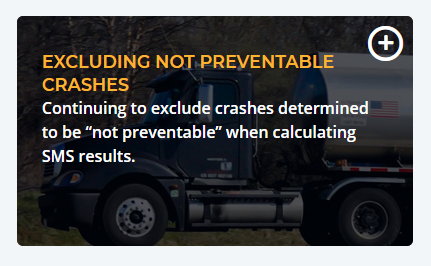 EXCLUDING NOT PREVENTABLE
CRASHES
Continuing to exclude crashes determined
to be “not preventable” when calculating
SMS results.